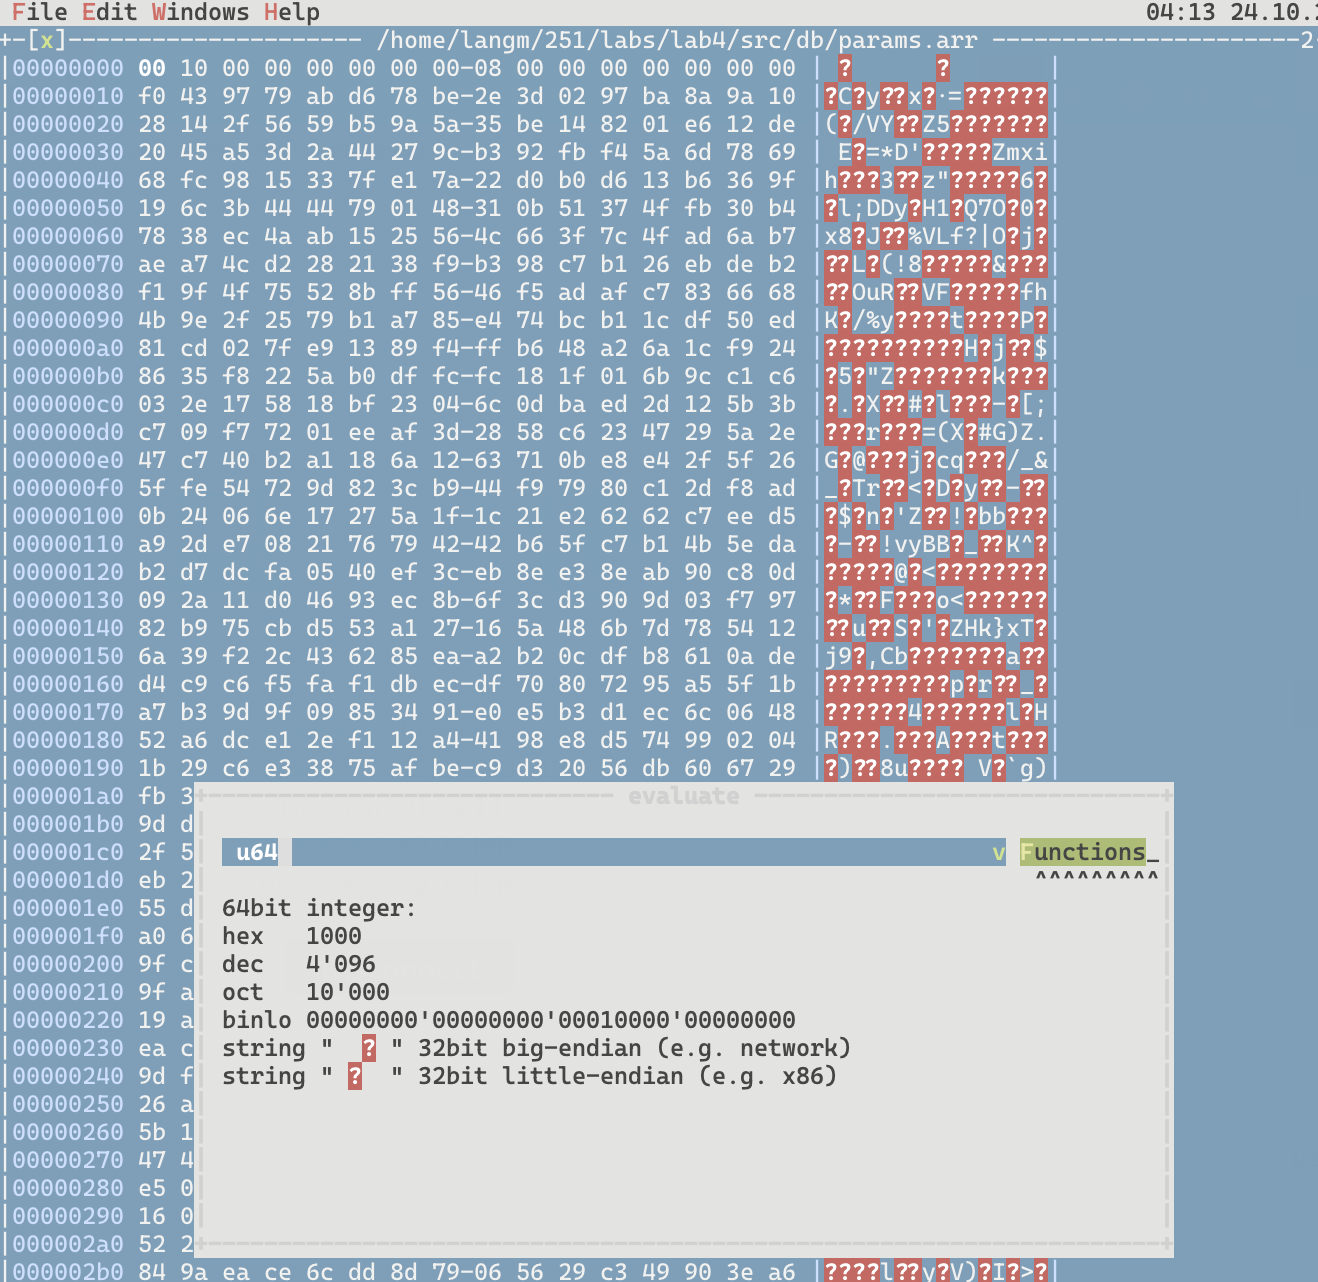 File Edit Windows Help 04:13 24.10.2
+-[x]--------------------- /home/langm/251/labs/lab4/src/db/params.arr ----------------------2
|00000000 00 10 00 00 00 00 00 00-08 00 00 00 00 00 00 00 | ?      ?       |
|00000010 f0 43 97 79 ab d6 78 be-2e 3d 02 97 ba 8a 9a 10 |?C?y??x?·=??????|
|00000020 28 14 2f 56 59 b5 9a 5a-35 be 14 82 01 e6 12 de |(?/VY??Z5???????|
|00000030 20 45 a5 3d 2a 44 27 9c-b3 92 fb f4 5a 6d 78 69 | E?=*D'?????Zmxi|
|00000040 68 fc 98 15 33 7f e1 7a-22 d0 b0 d6 13 b6 36 9f |h???3??z"?????6?|
|00000050 19 6c 3b 44 44 79 01 48-31 0b 51 37 4f fb 30 b4 |?l;DDy?H1?Q7O?0?|
|00000060 78 38 ec 4a ab 15 25 56-4c 66 3f 7c 4f ad 6a b7 |x8?J??%VLf?|O?j?|
|00000070 ae a7 4c d2 28 21 38 f9-b3 98 c7 b1 26 eb de b2 |??L?(!8?????&???|
|00000080 f1 9f 4f 75 52 8b ff 56-46 f5 ad af c7 83 66 68 |??OuR??VF?????fh|
|00000090 4b 9e 2f 25 79 b1 a7 85-e4 74 bc b1 1c df 50 ed |K?/%y????t????P?|
|000000a0 81 cd 02 7f e9 13 89 f4-ff b6 48 a2 6a 1c f9 24 |??????????H?j??$|
|000000b0 86 35 f8 22 5a b0 df fc-fc 18 1f 01 6b 9c c1 c6 |?5?"Z???????k???|
|000000c0 03 2e 17 58 18 bf 23 04-6c 0d ba ed 2d 12 5b 3b |?.?X??#?l???-?[;|
|000000d0 c7 09 f7 72 01 ee af 3d-28 58 c6 23 47 29 5a 2e |???r???=(X?#G)Z.|
|000000e0 47 c7 40 b2 a1 18 6a 12-63 71 0b e8 e4 2f 5f 26 |G?@???j?cq???/_&|
|000000f0 5f fe 54 72 9d 82 3c b9-44 f9 79 80 c1 2d f8 ad |_?Tr??<?D?y??-??|
|00000100 0b 24 06 6e 17 27 5a 1f-1c 21 e2 62 62 c7 ee d5 |?$?n?'Z??!?bb???|
|00000110 a9 2d e7 08 21 76 79 42-42 b6 5f c7 b1 4b 5e da |?-??!vyBB?_??K^?|
|00000120 b2 d7 dc fa 05 40 ef 3c-eb 8e e3 8e ab 90 c8 0d |?????@?<????????|
|00000130 09 2a 11 d0 46 93 ec 8b-6f 3c d3 90 9d 03 f7 97 |?*??F???o<??????|
|00000140 82 b9 75 cb d5 53 a1 27-16 5a 48 6b 7d 78 54 12 |??u??S?'?ZHk}xT?|
|00000150 6a 39 f2 2c 43 62 85 ea-a2 b2 0c df b8 61 0a de |j9?,Cb???????a??|
|00000160 d4 c9 c6 f5 fa f1 db ec-df 70 80 72 95 a5 5f 1b |?????????p?r??_?|
|00000170 a7 b3 9d 9f 09 85 34 91-e0 e5 b3 d1 ec 6c 06 48 |??????4??????l?H|
|00000180 52 a6 dc e1 2e f1 12 a4-41 98 e8 d5 74 99 02 04 |R???.???A???t???|
|00000190 1b 29 c6 e3 38 75 af be-c9 d3 20 56 db 60 67 29 |?)??8u???? V?`g)|
|000001a0 fb 3 evaluate
|000001b0 9d d
|000001c0 2f 5 u64 v Functions_
|000001d0 eb 2 ^^^^^^^^^
|000001e0 55 d 64bit integer:
|000001f0 a0 6 hex 1000
|00000200 9f c dec 4'096
|00000210 9f a oct 10'000
|00000220 19 a binlo 00000000'00000000'00010000'00000000
|00000230 ea c string "  ? " 32bit big-endian (e.g. network)
|00000240 9d f string " ?  " 32bit little-endian (e.g. x86)
|00000250 26 a
|00000260 5b 1
|00000270 47 4
|00000280 e5 0
|00000290 16 0
|000002a0 52 2
|000002b0 84 9a ea ce 6c dd 8d 79-06 56 29 c3 49 90 3e a6 |????l??y?V)?I?>?|